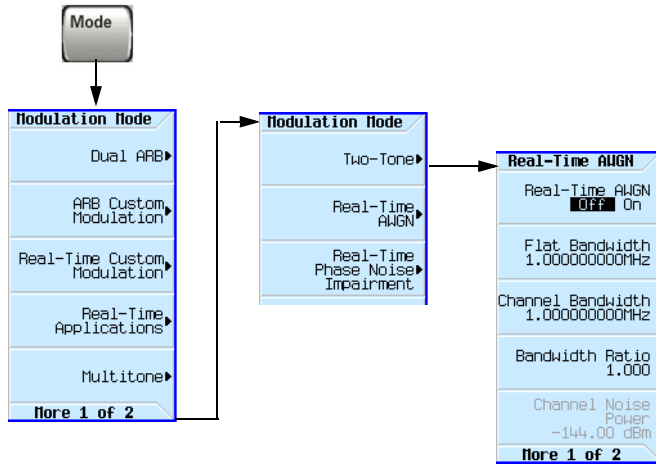 Mode
Modulation Mode
Dual ARB
ARB Custom
Modulation
Real-Time Custom
Modulation
Real-Time
Applications
Multitone
More 1 of 2
Modulation Mode
Two-Tone
Real-Time
AWGN
Real-Time
Phase Noise
Impairment
Real-Time AWGN
Real-Time AWGN
Off On
Flat Bandwidth
1.000000000MHz
Channel Bandwidth
1.000000000MHz
Bandwidth Ratio
1.000
Channel Noise
Power
-144.00 dBm
More 1 of 2